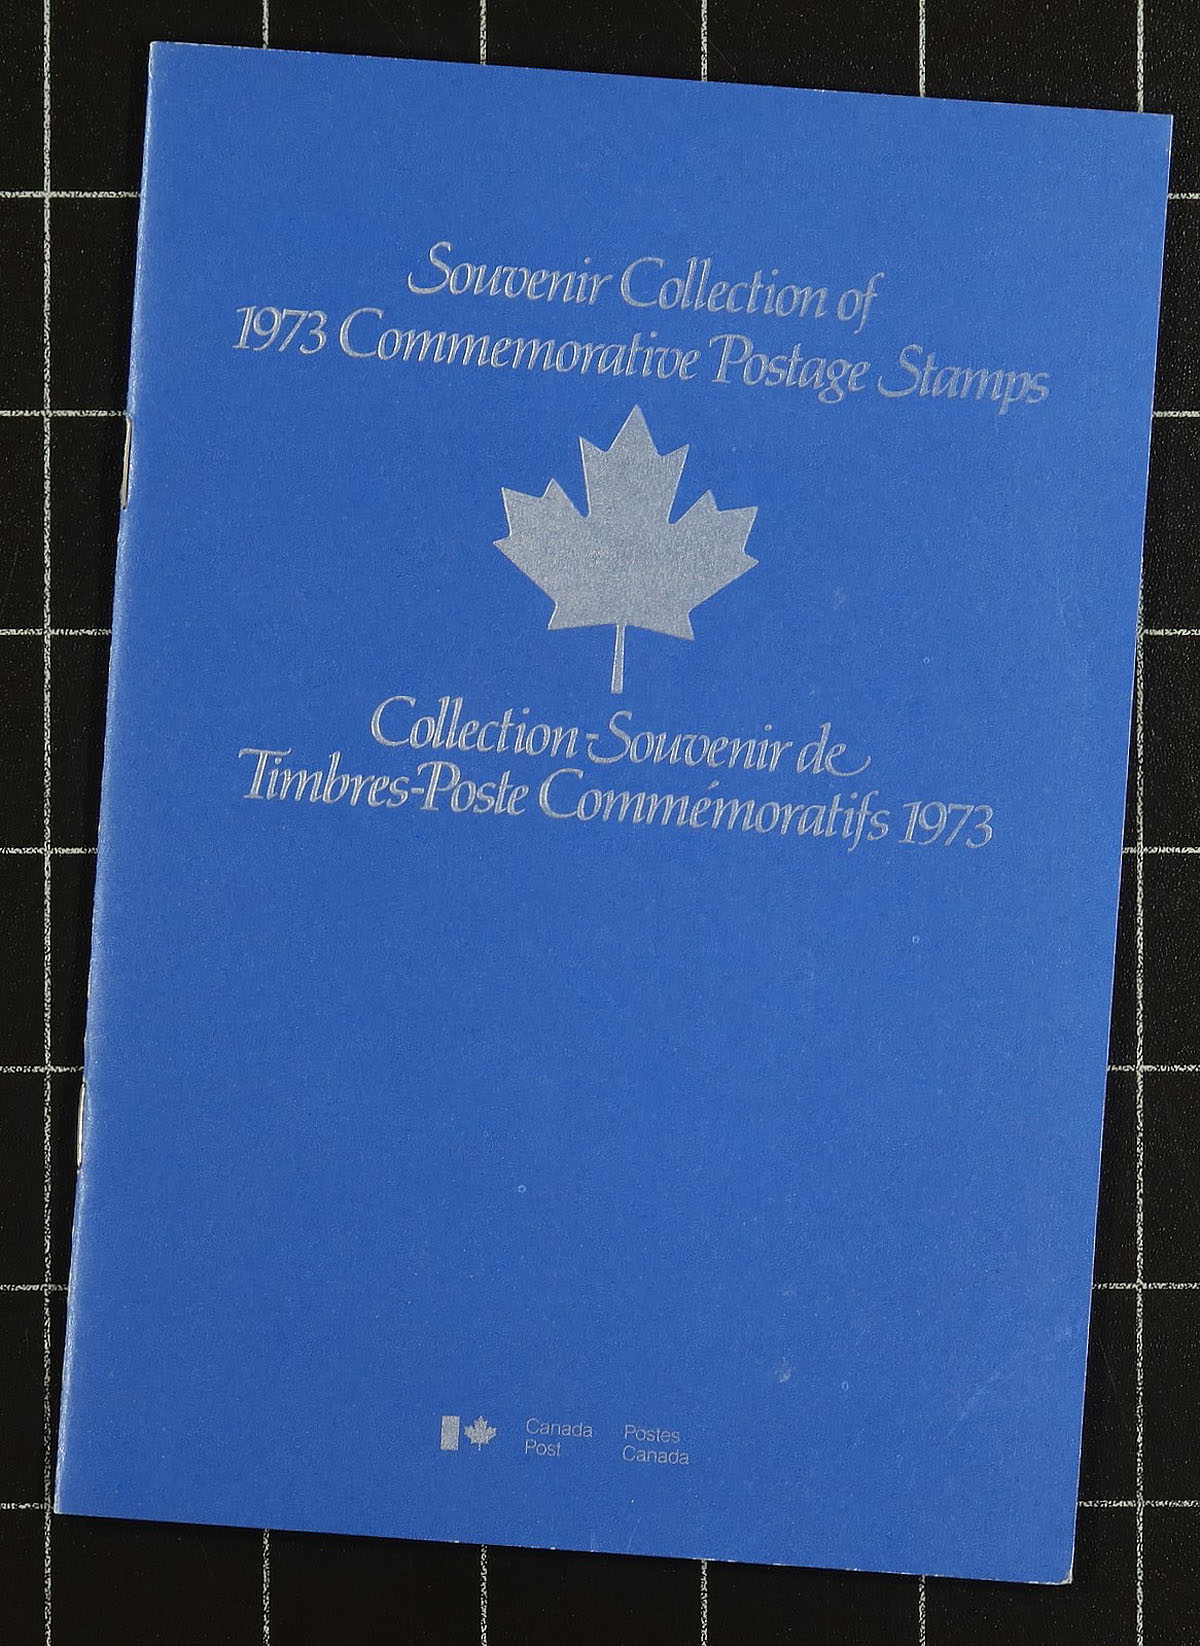 Souvenir Collection of
1973 Commemorative Postage Stamps
Collection-Souvenir de
Timbres-Poste Commémoratifs 1973
Canada Post
Postes Canada